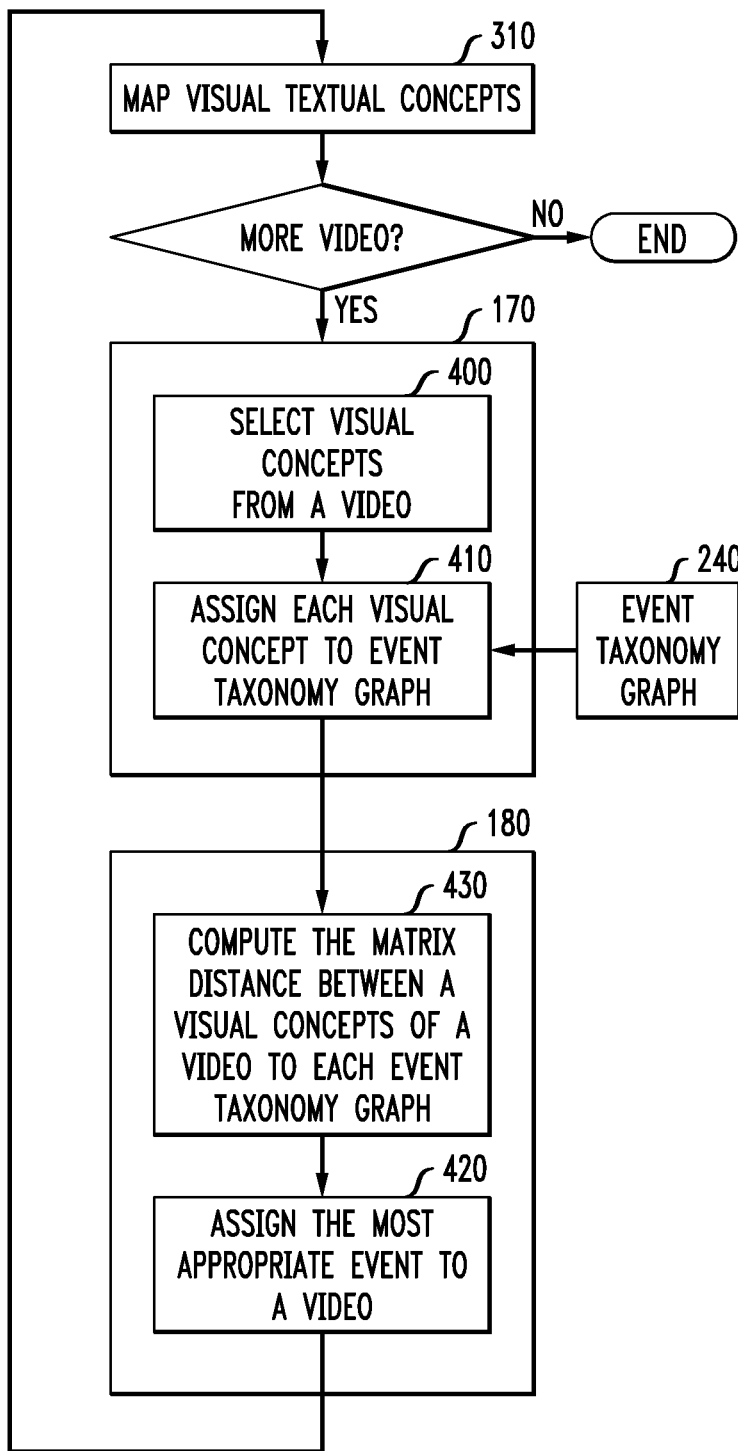 310
MAP VISUAL TEXTUAL CONCEPTS
MORE VIDEO?
NO
END
YES
170
400
SELECT VISUAL
CONCEPTS
FROM A VIDEO
410
ASSIGN EACH VISUAL
CONCEPT TO EVENT
TAXONOMY GRAPH
240
EVENT
TAXONOMY
GRAPH
180
430
COMPUTE THE MATRIX
DISTANCE BETWEEN A
VISUAL CONCEPTS OF A
VIDEO TO EACH EVENT
TAXONOMY GRAPH
420
ASSIGN THE MOST
APPROPRIATE EVENT TO
A VIDEO